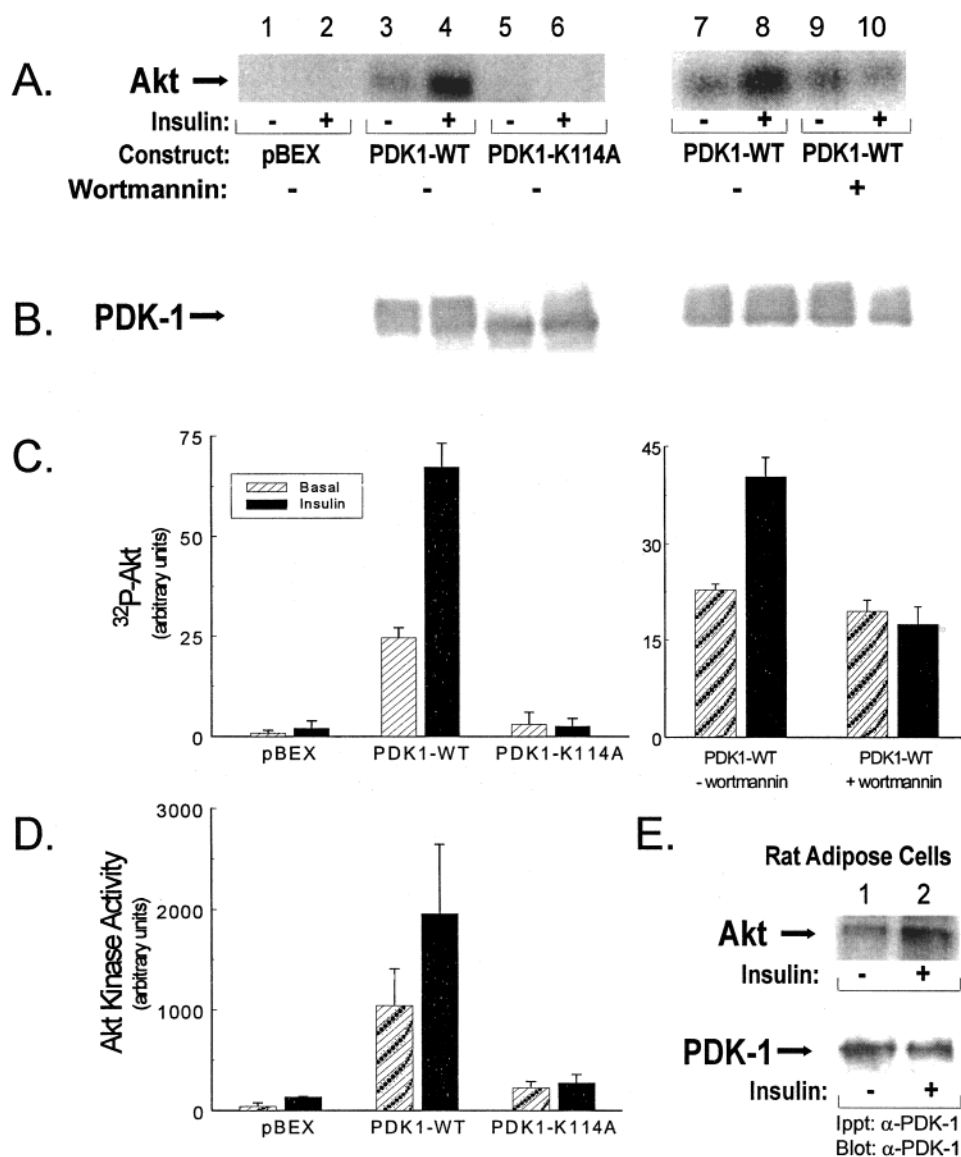 1 2 3 4 5 6 7 8 9 10
A. Akt
Insulin: - + - + - + - + - +
Construct: pBEX PDK1-WT PDK1-K114A PDK1-WT PDK1-WT
Wortmannin: - - - - +
B. PDK-1
C.
32P-Akt
(arbitrary units)
75
50
25
0
Basal
Insulin
pBEX PDK1-WT PDK1-K114A
45
30
15
0
PDK1-WT PDK1-WT
- wortmannin + wortmannin
D.
Akt Kinase Activity
(arbitrary units)
3000
2000
1000
0
pBEX PDK1-WT PDK1-K114A
E.
Rat Adipose Cells
1 2
Akt
Insulin: - +
PDK-1
Insulin: - +
Ippt: α-PDK-1
Blot: α-PDK-1